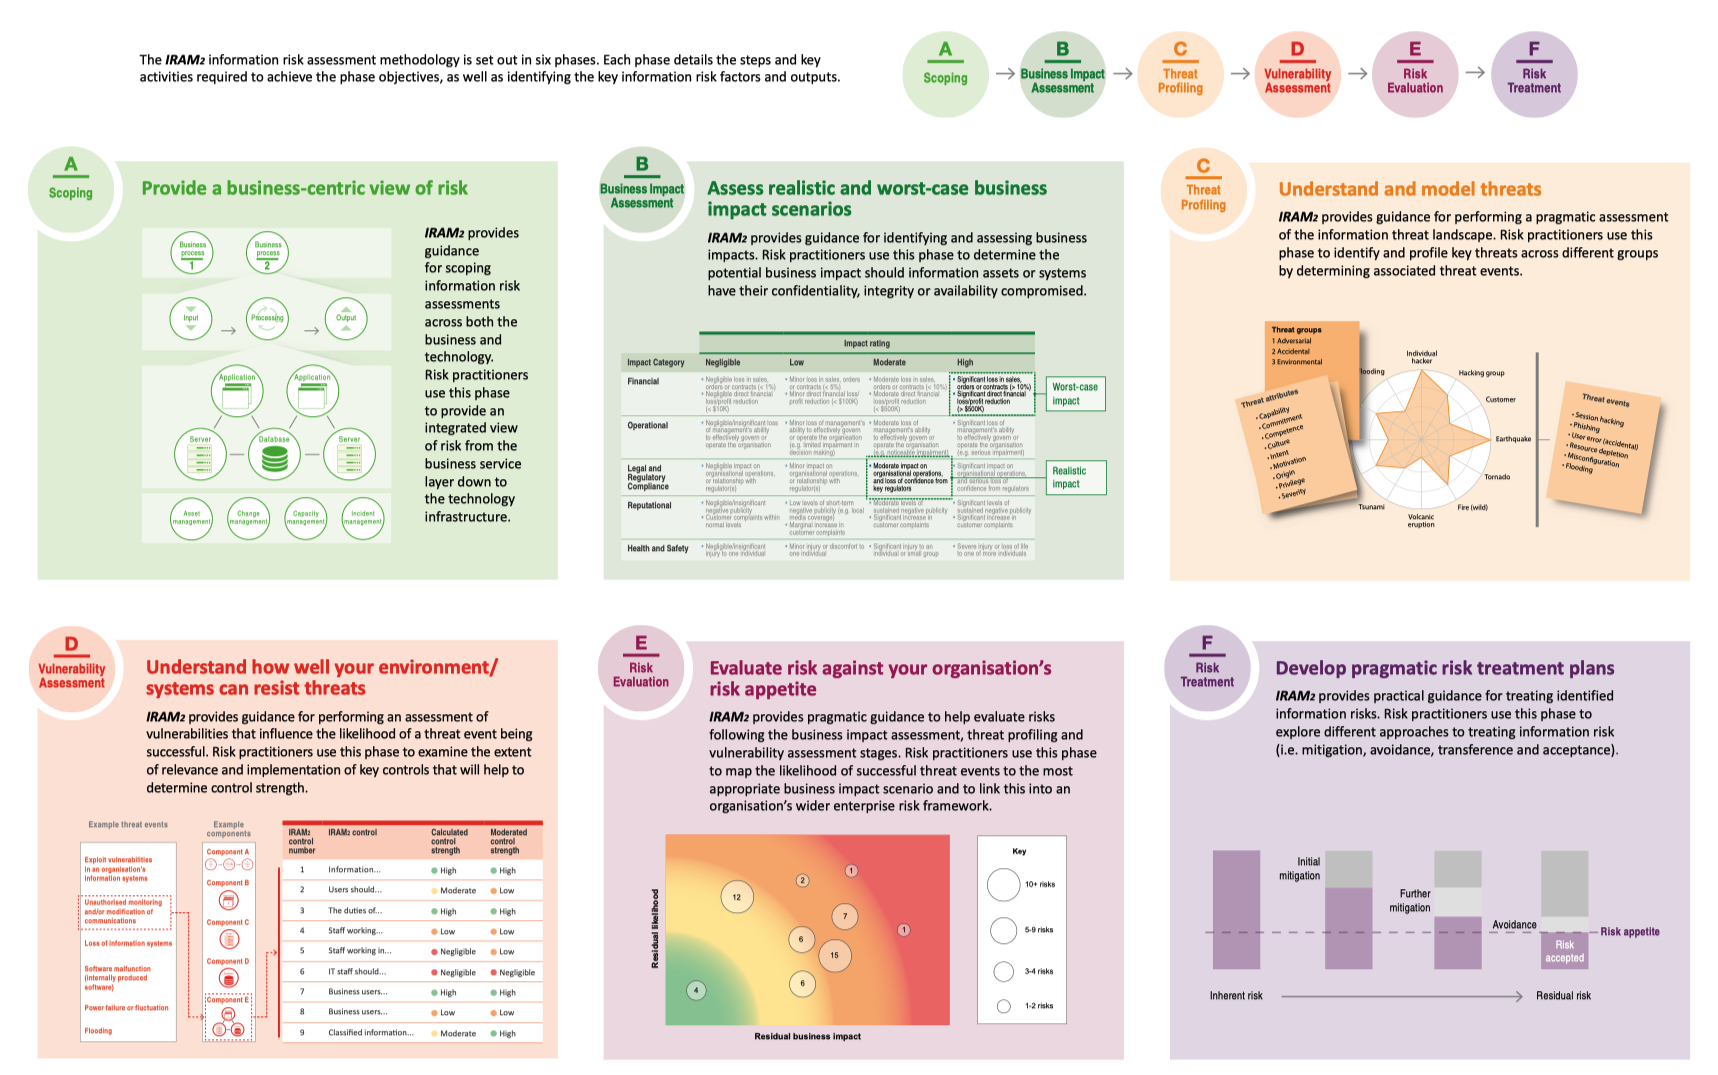 The IRAM2 information risk assessment methodology is set out in six phases. Each phase details the steps and key
activities required to achieve the phase objectives, as well as identifying the key information risk factors and outputs.
A
Scoping
B
Business Impact
Assessment
C
Threat
Profiling
D
Vulnerability
Assessment
E
Risk
Evaluation
F
Risk
Treatment
A
Scoping
Provide a business-centric view of risk
Business
process
1
Business
process
2
Input
Processing
Output
Application
Application
Server
Database
Server
Asset
management
Change
management
Capacity
management
Incident
management
IRAM2 provides
guidance
for scoping
information risk
assessments
across both the
business and
technology.
Risk practitioners
use this phase
to provide an
integrated view
of risk from the
business service
layer down to
the technology
infrastructure.
B
Business Impact
Assessment
Assess realistic and worst-case business
impact scenarios
IRAM2 provides guidance for identifying and assessing business
impacts. Risk practitioners use this phase to determine the
potential business impact should information assets or systems
have their confidentiality, integrity or availability compromised.
Impact rating
Impact Category
Negligible
Low
Moderate
High
Financial
• Negligible loss in sales,
orders or contracts (< 1%)
• Negligible direct financial
loss/profit reduction
(< $10K)
• Minor loss in sales, orders
or contracts (< 5%)
• Minor direct financial loss/
profit reduction (< $100K)
• Moderate loss in sales,
orders or contracts (< 10%)
• Moderate direct financial
loss/profit reduction
(< $500K)
• Significant loss in sales,
orders or contracts (> 10%)
• Significant direct financial
loss/profit reduction
(> $500K)
Worst-case
impact
Operational
• Negligible/insignificant loss
of management's ability
to effectively govern or
operate the organisation
• Minor loss of management's
ability to effectively govern
or operate the organisation
(e.g. limited impairment in
decision making)
• Moderate loss of
management's ability
to effectively govern or
operate the organisation
(e.g. noticeable impairment)
• Significant loss of
management's ability
to effectively govern or
operate the organisation
(e.g. serious impairment)
Legal and
Regulatory
Compliance
• Negligible impact on
organisational operations,
or relationship with
regulator(s)
• Minor impact on
organisational operations,
or relationship with
regulator(s)
• Moderate impact on
organisational operations,
and loss of confidence from
key regulators
• Significant impact on
organisational operations,
and serious loss of
confidence from regulators
Realistic
impact
Reputational
• Negligible/insignificant
negative publicity
• Customer complaints within
normal levels
• Low levels of short-term
negative publicity (e.g. local
media coverage)
• Marginal increase in
customer complaints
• Moderate levels of
sustained negative publicity
• Significant increase in
customer complaints
• Significant levels of
sustained negative publicity
• Significant increase in
customer complaints
Health and Safety
• Negligible/insignificant
injury to one individual
• Minor injury or discomfort to
one individual
• Significant injury to an
individual or small group
• Severe injury or loss of life
to one of more individuals
C
Threat
Profiling
Understand and model threats
IRAM2 provides guidance for performing a pragmatic assessment
of the information threat landscape. Risk practitioners use this
phase to identify and profile key threats across different groups
by determining associated threat events.
Threat groups
1 Adversarial
2 Accidental
3 Environmental
Threat attributes
• Capability
• Commitment
• Competence
• Culture
• Intent
• Motivation
• Origin
• Privilege
• Severity
Individual
hacker
Hacking group
Customer
Earthquake
Tornado
Fire (wild)
Volcanic
eruption
Tsunami
looding
Threat events
• Session hacking
• Phishing
• User error (accidental)
• Resource depletion
• Misconfiguration
• Flooding
D
Vulnerability
Assessment
Understand how well your environment/
systems can resist threats
IRAM2 provides guidance for performing an assessment of
vulnerabilities that influence the likelihood of a threat event being
successful. Risk practitioners use this phase to examine the extent
of relevance and implementation of key controls that will help to
determine control strength.
Example threat events
Exploit vulnerabilities
in an organisation's
information systems
Unauthorised monitoring
and/or modification of
communications
Loss of information systems
Software malfunction
(internally produced
software)
Power failure or fluctuation
Flooding
Example
components
Component A
Component B
Component C
Component D
Component E
IRAM2
control
number
IRAM2 control
Calculated
control
strength
Moderated
control
strength
1 Information... High High
2 Users should... Moderate Low
3 The duties of... High High
4 Staff working... Low Low
5 Staff working in... Negligible Low
6 IT staff should... Negligible Negligible
7 Business users... High High
8 Business users... Low Low
9 Classified information... Moderate High
E
Risk
Evaluation
Evaluate risk against your organisation's
risk appetite
IRAM2 provides pragmatic guidance to help evaluate risks
following the business impact assessment, threat profiling and
vulnerability assessment stages. Risk practitioners use this phase
to map the likelihood of successful threat events to the most
appropriate business impact scenario and to link this into an
organisation's wider enterprise risk framework.
Residual likelihood
12
2
1
7
1
6
15
6
4
Residual business impact
Key
10+ risks
5-9 risks
3-4 risks
1-2 risks
F
Risk
Treatment
Develop pragmatic risk treatment plans
IRAM2 provides practical guidance for treating identified
information risks. Risk practitioners use this phase to
explore different approaches to treating information risk
(i.e. mitigation, avoidance, transference and acceptance).
Initial
mitigation
Further
mitigation
Avoidance
Risk appetite
Risk
accepted
Inherent risk
Residual risk